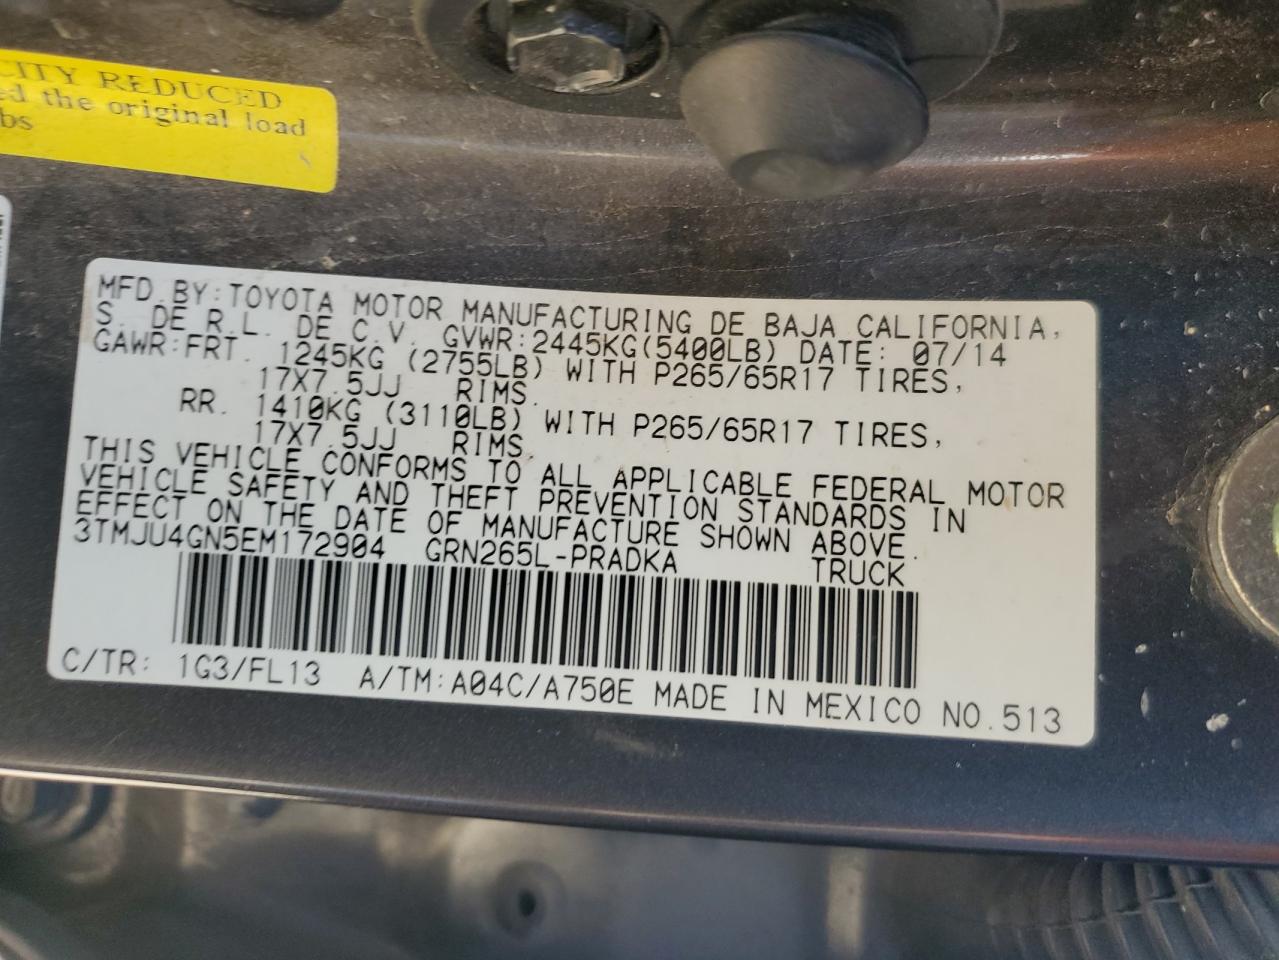 CITY REDUCED
ed the original load
bs
MFD.BY:TOYOTA MOTOR MANUFACTURING DE BAJA CALIFORNIA,
S. DE R.L. DE C.V. GVWR:2445KG(5400LB) DATE: 07/14
GAWR:FRT. 1245KG (2755LB) WITH P265/65R17 TIRES,
17X7.5JJ RIMS.
RR. 1410KG (3110LB) WITH P265/65R17 TIRES,
17X7.5JJ RIMS.
THIS VEHICLE CONFORMS TO ALL APPLICABLE FEDERAL MOTOR
VEHICLE SAFETY AND THEFT PREVENTION STANDARDS IN
EFFECT ON THE DATE OF MANUFACTURE SHOWN ABOVE.
3TMJU4GN5EM172904 GRN265L-PRADKA TRUCK
C/TR: 1G3/FL13 A/TM:A04C/A750E MADE IN MEXICO NO.513